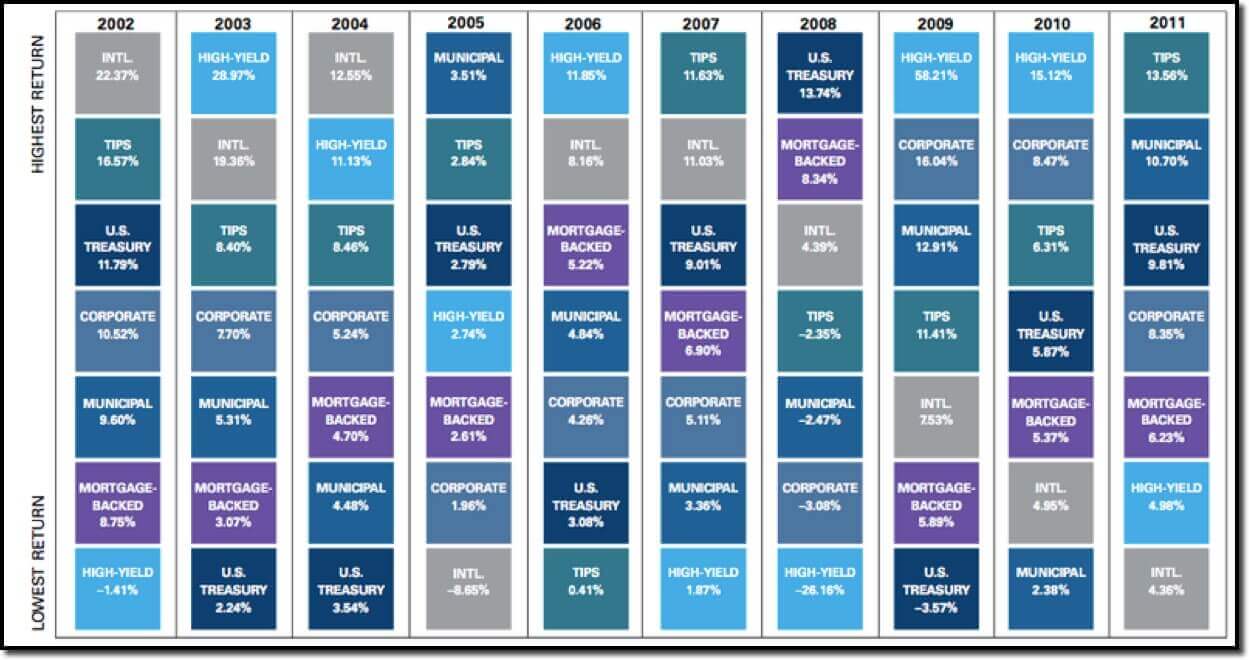 2002 2003 2004 2005 2006 2007 2008 2009 2010 2011
HIGHEST RETURN
LOWEST RETURN
INTL.
22.37%
HIGH-YIELD
28.97%
INTL.
12.55%
MUNICIPAL
3.51%
HIGH-YIELD
11.85%
TIPS
11.63%
U.S.
TREASURY
13.74%
HIGH-YIELD
58.21%
HIGH-YIELD
15.12%
TIPS
13.56%
TIPS
16.57%
INTL.
19.36%
HIGH-YIELD
11.13%
TIPS
2.84%
INTL.
8.16%
INTL.
11.03%
MORTGAGE-
BACKED
8.34%
CORPORATE
16.04%
CORPORATE
8.47%
MUNICIPAL
10.70%
U.S.
TREASURY
11.79%
TIPS
8.40%
TIPS
8.46%
U.S.
TREASURY
2.79%
MORTGAGE-
BACKED
5.22%
U.S.
TREASURY
9.01%
INTL.
4.39%
MUNICIPAL
12.91%
TIPS
6.31%
U.S.
TREASURY
9.81%
CORPORATE
10.52%
CORPORATE
7.70%
CORPORATE
5.24%
HIGH-YIELD
2.74%
MUNICIPAL
4.84%
MORTGAGE-
BACKED
6.90%
TIPS
–2.35%
TIPS
11.41%
U.S.
TREASURY
5.87%
CORPORATE
8.35%
MUNICIPAL
9.60%
MUNICIPAL
5.31%
MORTGAGE-
BACKED
4.70%
MORTGAGE-
BACKED
2.61%
CORPORATE
4.26%
CORPORATE
5.11%
MUNICIPAL
–2.47%
INTL.
7.53%
MORTGAGE-
BACKED
5.37%
MORTGAGE-
BACKED
6.23%
MORTGAGE-
BACKED
8.75%
MORTGAGE-
BACKED
3.07%
MUNICIPAL
4.48%
CORPORATE
1.96%
U.S.
TREASURY
3.08%
MUNICIPAL
3.36%
CORPORATE
–3.08%
MORTGAGE-
BACKED
5.89%
INTL.
4.95%
HIGH-YIELD
4.98%
HIGH-YIELD
–1.41%
U.S.
TREASURY
2.24%
U.S.
TREASURY
3.54%
INTL.
–8.65%
TIPS
0.41%
HIGH-YIELD
1.87%
HIGH-YIELD
–26.16%
U.S.
TREASURY
–3.57%
MUNICIPAL
2.38%
INTL.
4.36%